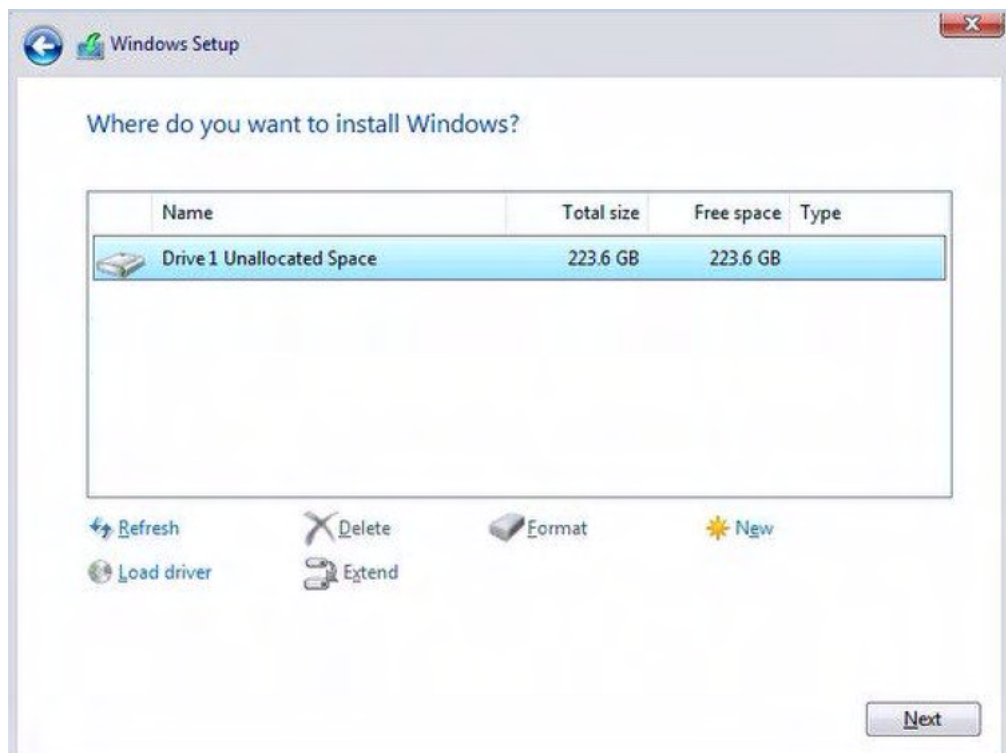 Windows Setup
Where do you want to install Windows?
Name Total size Free space Type
Drive 1 Unallocated Space 223.6 GB 223.6 GB
Refresh Delete Format New
Load driver Extend
Next